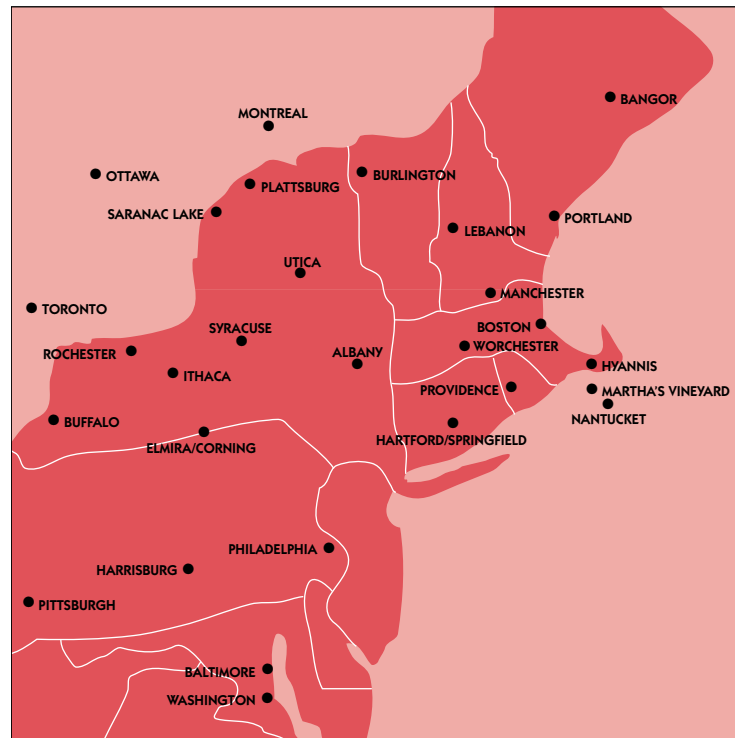 BANGOR
MONTREAL
OTTAWA
BURLINGTON
PLATTSBURG
SARANAC LAKE
PORTLAND
LEBANON
UTICA
MANCHESTER
TORONTO
BOSTON
SYRACUSE
WORCHESTER
ROCHESTER
ALBANY
HYANNIS
ITHACA
PROVIDENCE
MARTHA'S VINEYARD
NANTUCKET
BUFFALO
HARTFORD/SPRINGFIELD
ELMIRA/CORNING
PHILADELPHIA
HARRISBURG
PITTSBURGH
BALTIMORE
WASHINGTON